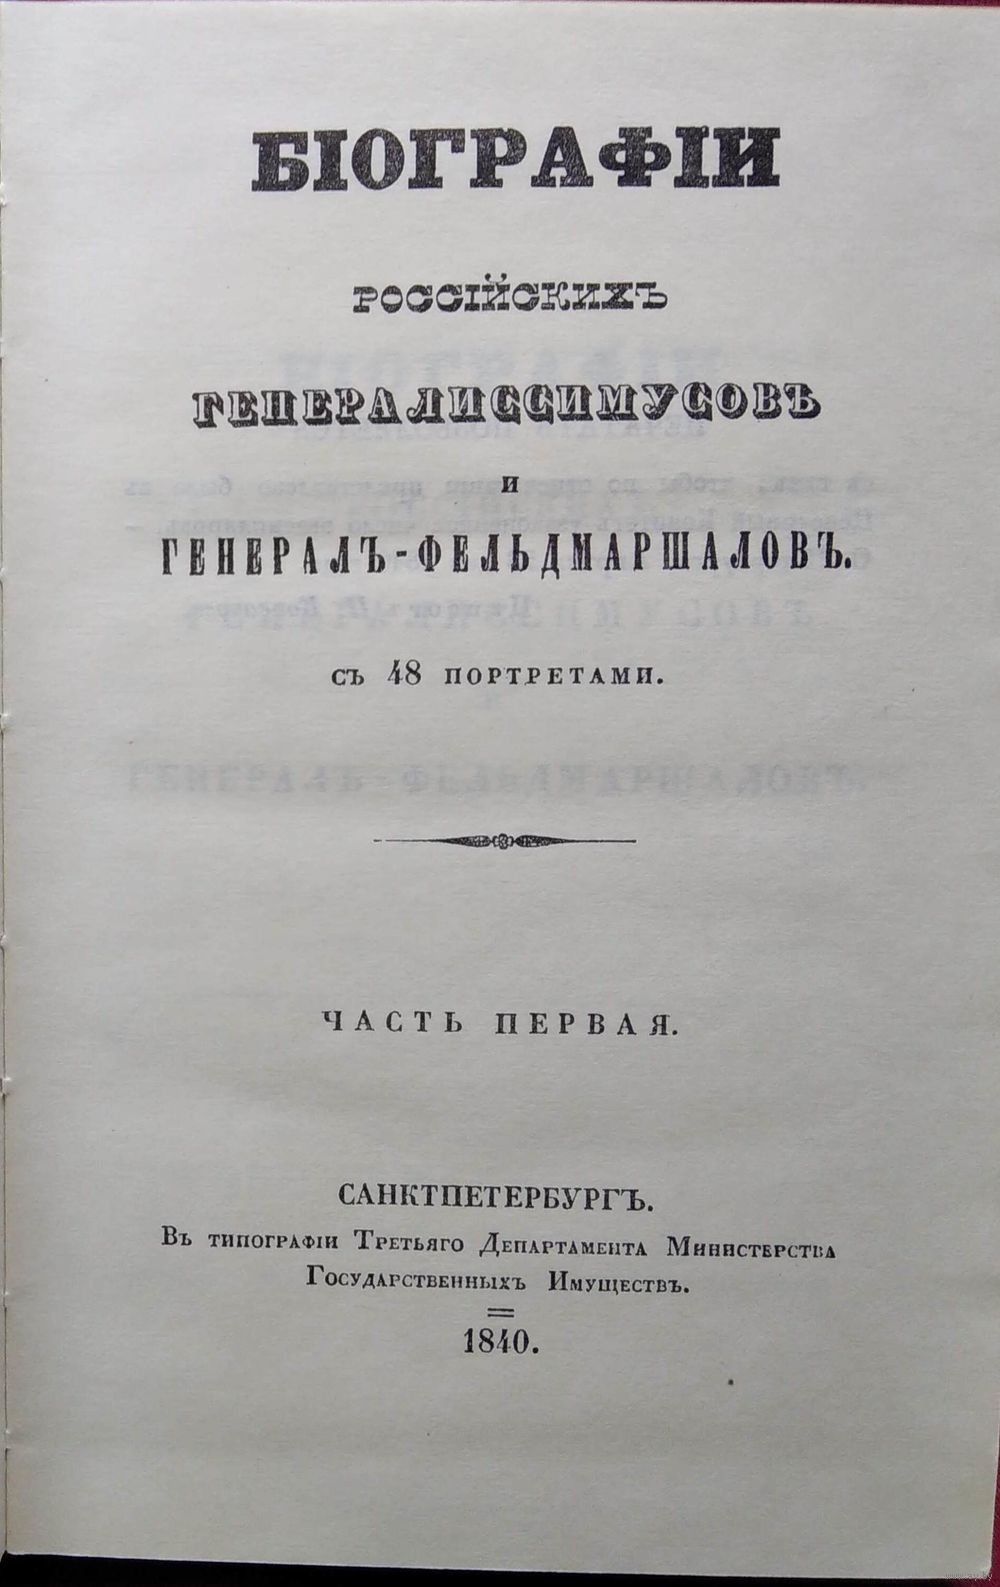 БІОГРАФІИ
РОССІЙСКИХЪ
ГЕНЕРАЛИССИМУСОВЪ
И
ГЕНЕРАЛЪ-ФЕЛЬДМАРШАЛОВЪ.
СЪ 48 ПОРТРЕТАМИ.
ЧАСТЬ ПЕРВАЯ.
САНКТПЕТЕРБУРГЪ.
Въ типографіи Третьяго Департамента Министерства
Государственныхъ Имуществъ.
1840.